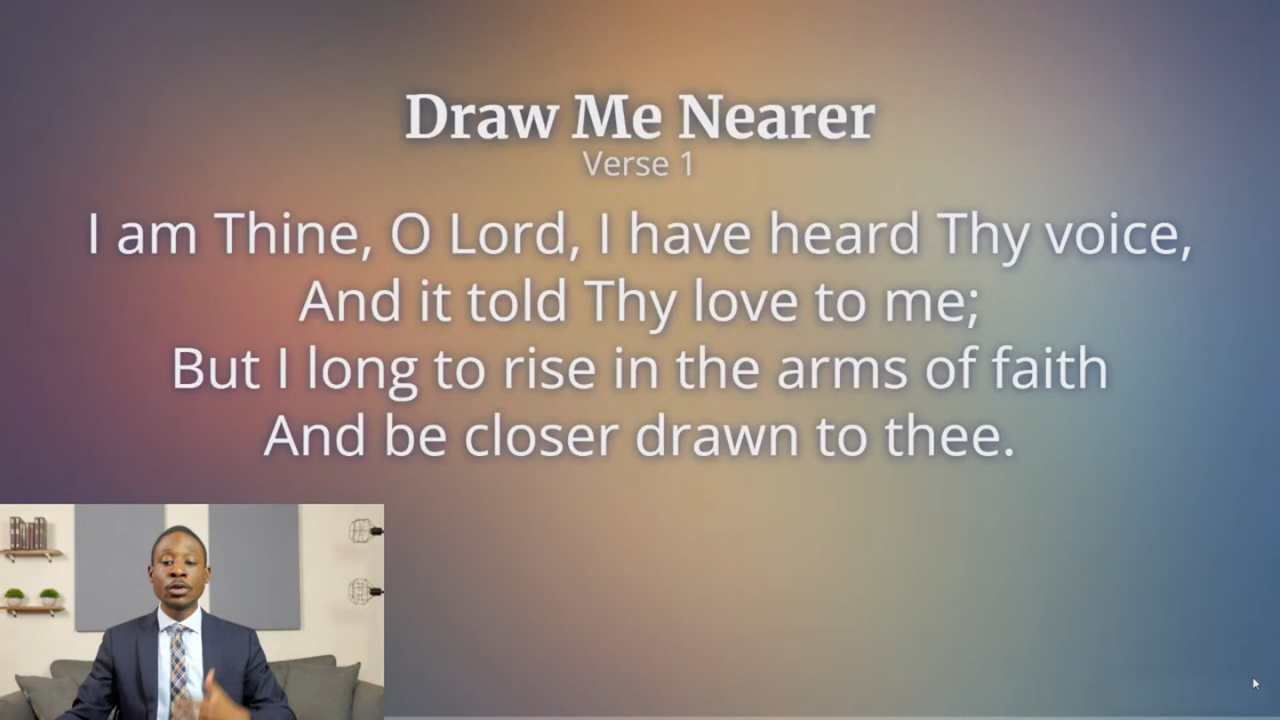 Draw Me Nearer
Verse 1
I am Thine, O Lord, I have heard Thy voice,
And it told Thy love to me;
But I long to rise in the arms of faith
And be closer drawn to thee.